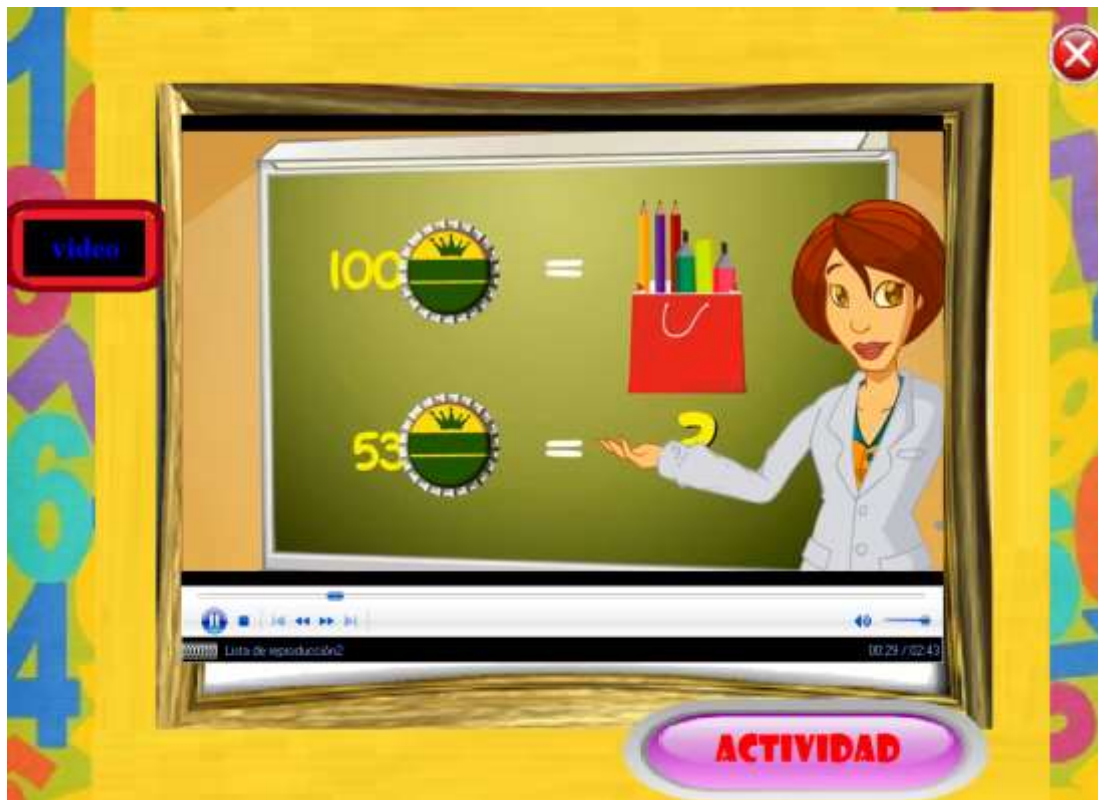 video
100 =
53 = ?
Lista de reproducción2
00:29 / 02:43
ACTIVIDAD